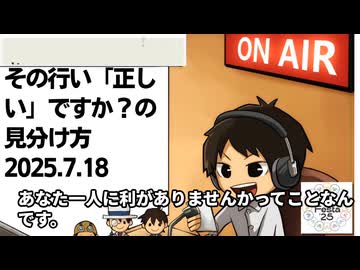 ON AIR
その行い「正し
い」ですか？の
見分け方
2025.7.18
あなた一人に利がありませんかってことなん
です。
Festa
'25